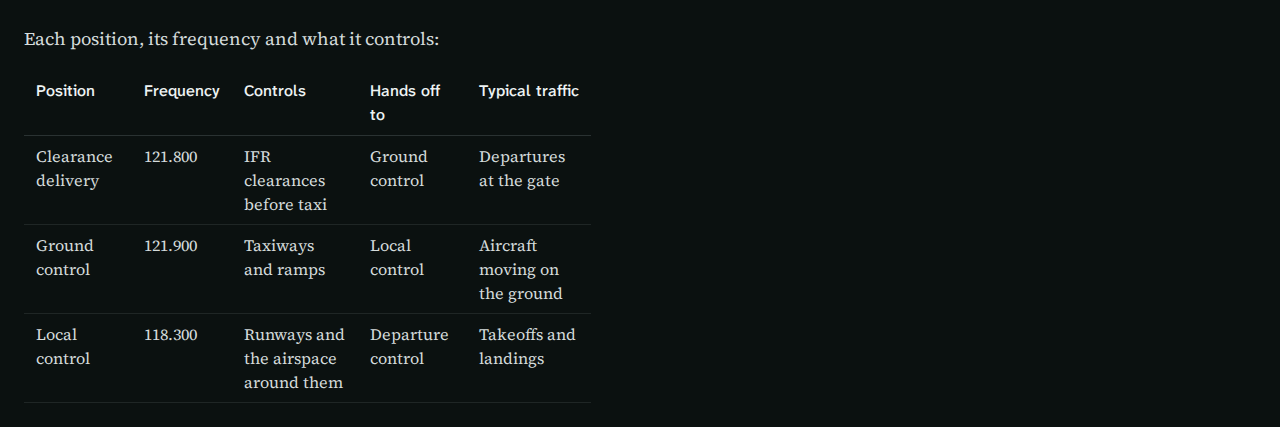 Each position, its frequency and what it controls:
Position Frequency Controls Hands off to Typical traffic
Clearance delivery 121.800 IFR clearances before taxi Ground control Departures at the gate
Ground control 121.900 Taxiways and ramps Local control Aircraft moving on the ground
Local control 118.300 Runways and the airspace around them Departure control Takeoffs and landings